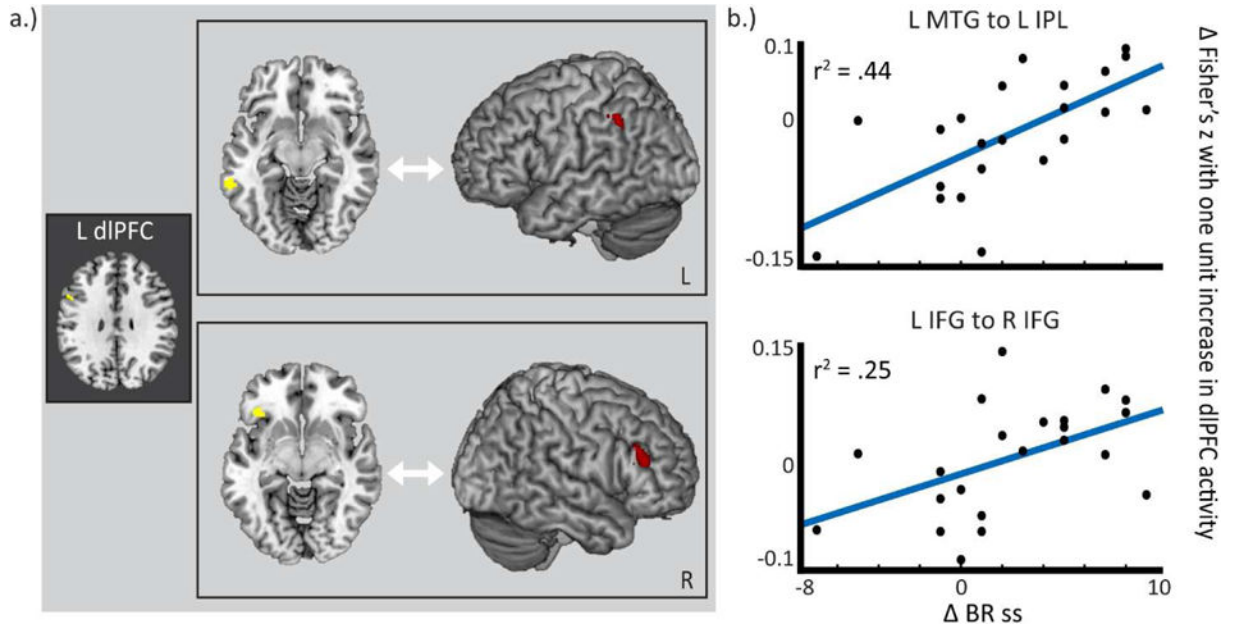 a.)
L dlPFC
L
R
b.)
L MTG to L IPL
r² = .44
0.1
0
-0.15
L IFG to R IFG
r² = .25
0.15
0
-0.1
-8
0
10
Δ BR ss
Δ Fisher's z with one unit increase in dlPFC activity